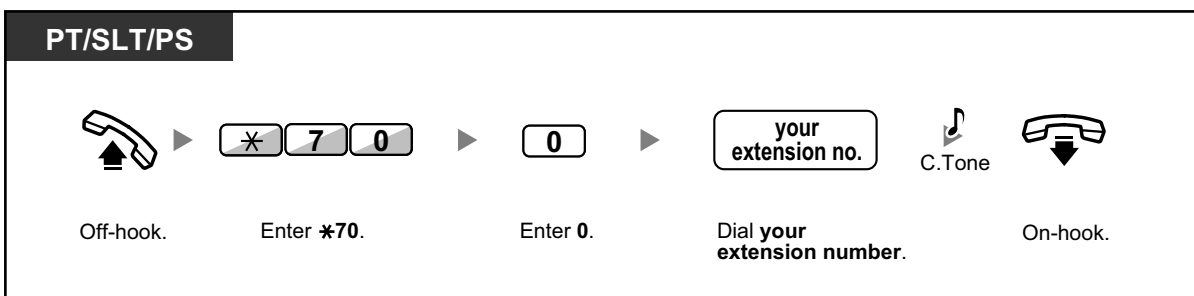 PT/SLT/PS
✳ 7 0
0
your
extension no.
C.Tone
Off-hook.
Enter ✳70.
Enter 0.
Dial your
extension number.
On-hook.